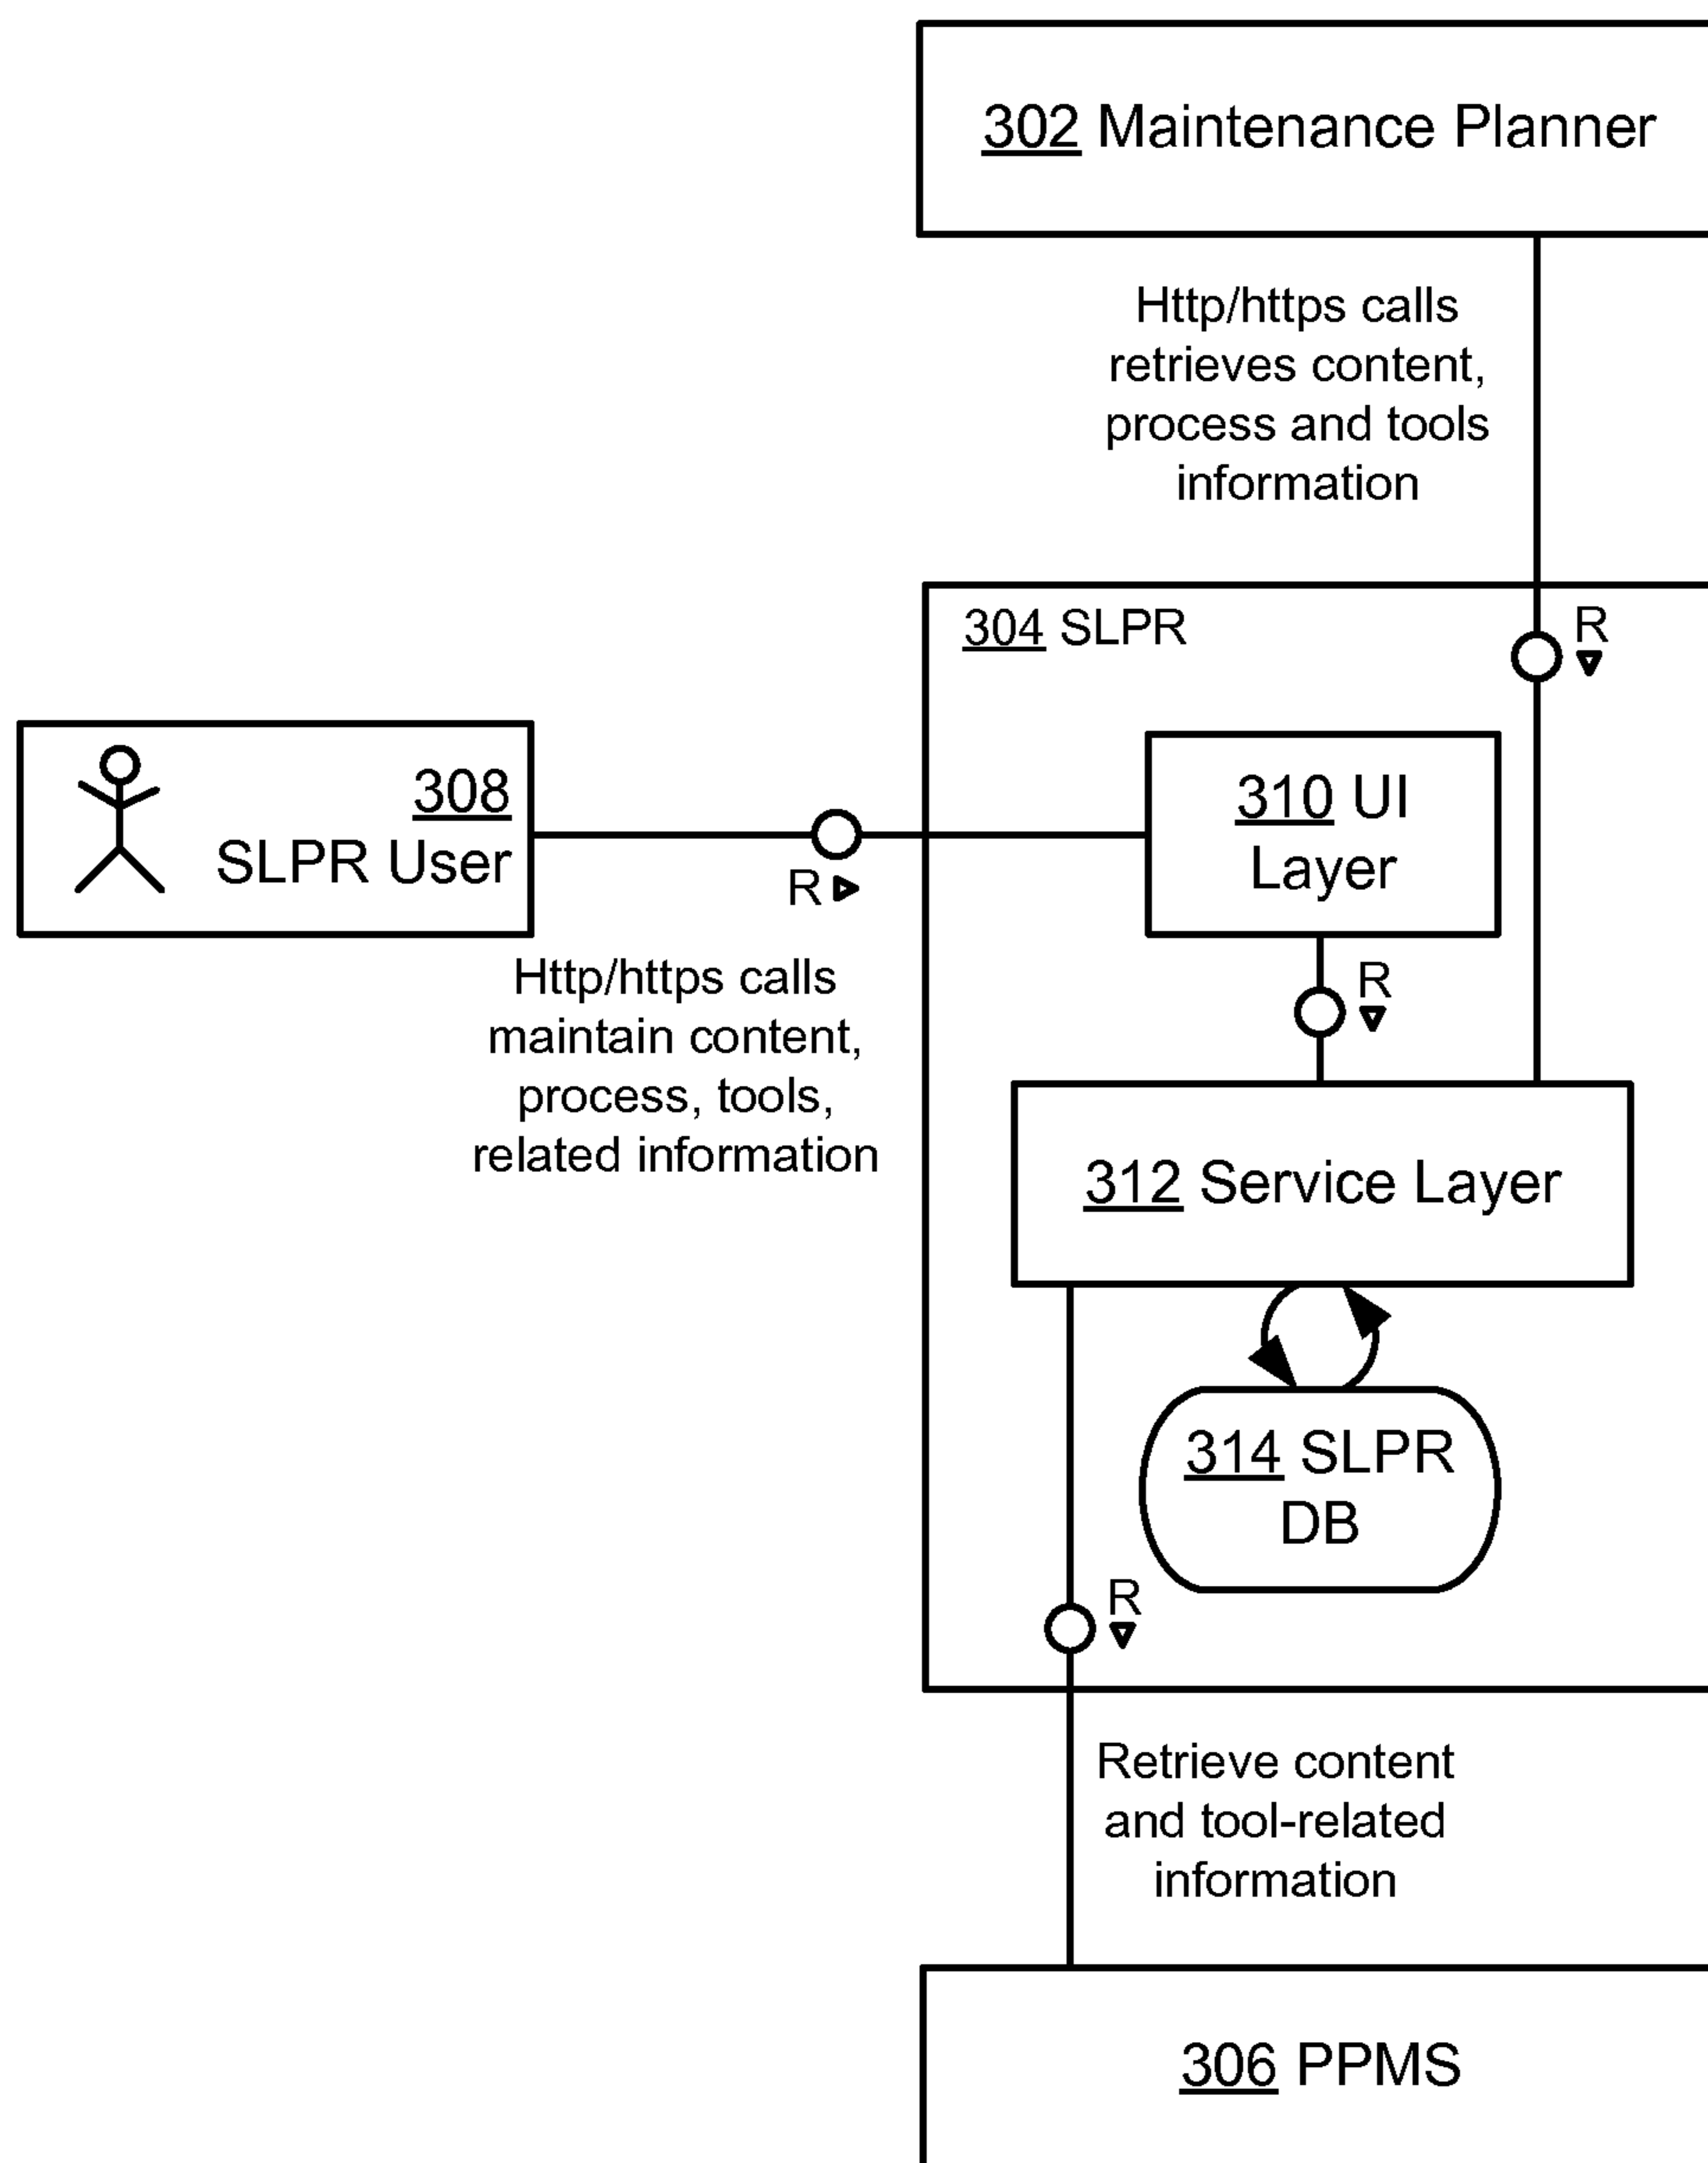 302 Maintenance Planner
Http/https calls
retrieves content,
process and tools
information
304 SLPR
R
308
SLPR User
R
310 UI
Layer
Http/https calls
maintain content,
process, tools,
related information
R
312 Service Layer
314 SLPR
DB
R
Retrieve content
and tool-related
information
306 PPMS